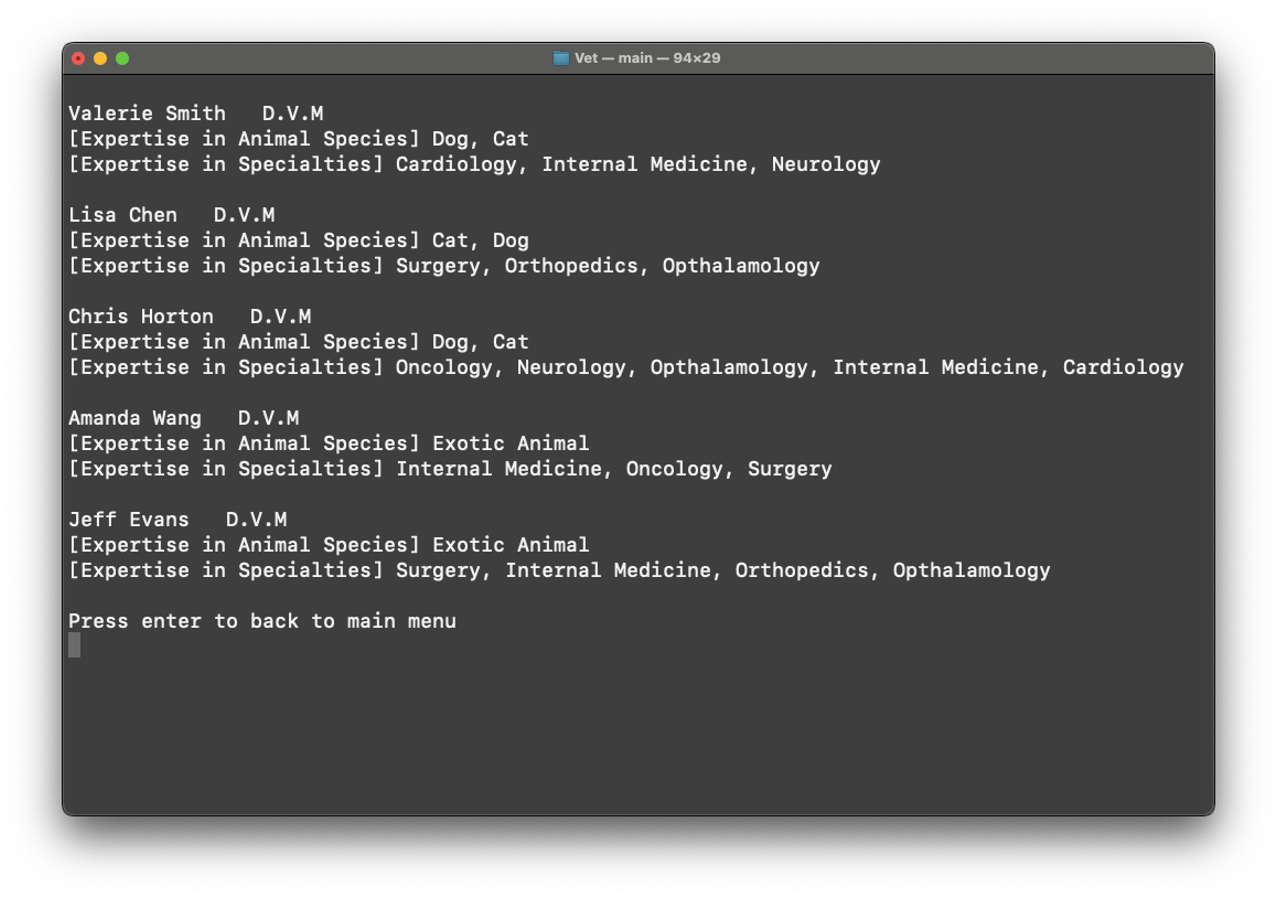 Vet — main — 94×29
Valerie Smith   D.V.M
[Expertise in Animal Species] Dog, Cat
[Expertise in Specialties] Cardiology, Internal Medicine, Neurology
Lisa Chen   D.V.M
[Expertise in Animal Species] Cat, Dog
[Expertise in Specialties] Surgery, Orthopedics, Opthalamology
Chris Horton   D.V.M
[Expertise in Animal Species] Dog, Cat
[Expertise in Specialties] Oncology, Neurology, Opthalamology, Internal Medicine, Cardiology
Amanda Wang   D.V.M
[Expertise in Animal Species] Exotic Animal
[Expertise in Specialties] Internal Medicine, Oncology, Surgery
Jeff Evans   D.V.M
[Expertise in Animal Species] Exotic Animal
[Expertise in Specialties] Surgery, Internal Medicine, Orthopedics, Opthalamology
Press enter to back to main menu